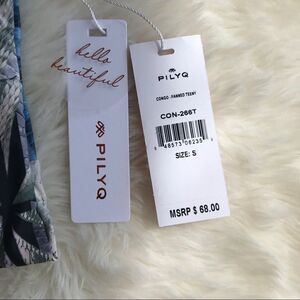 hello
beautiful
PILYQ
PILYQ
CONGO /FANNED TEENY
CON-266T
SIZE: S
MSRP $ 68.00